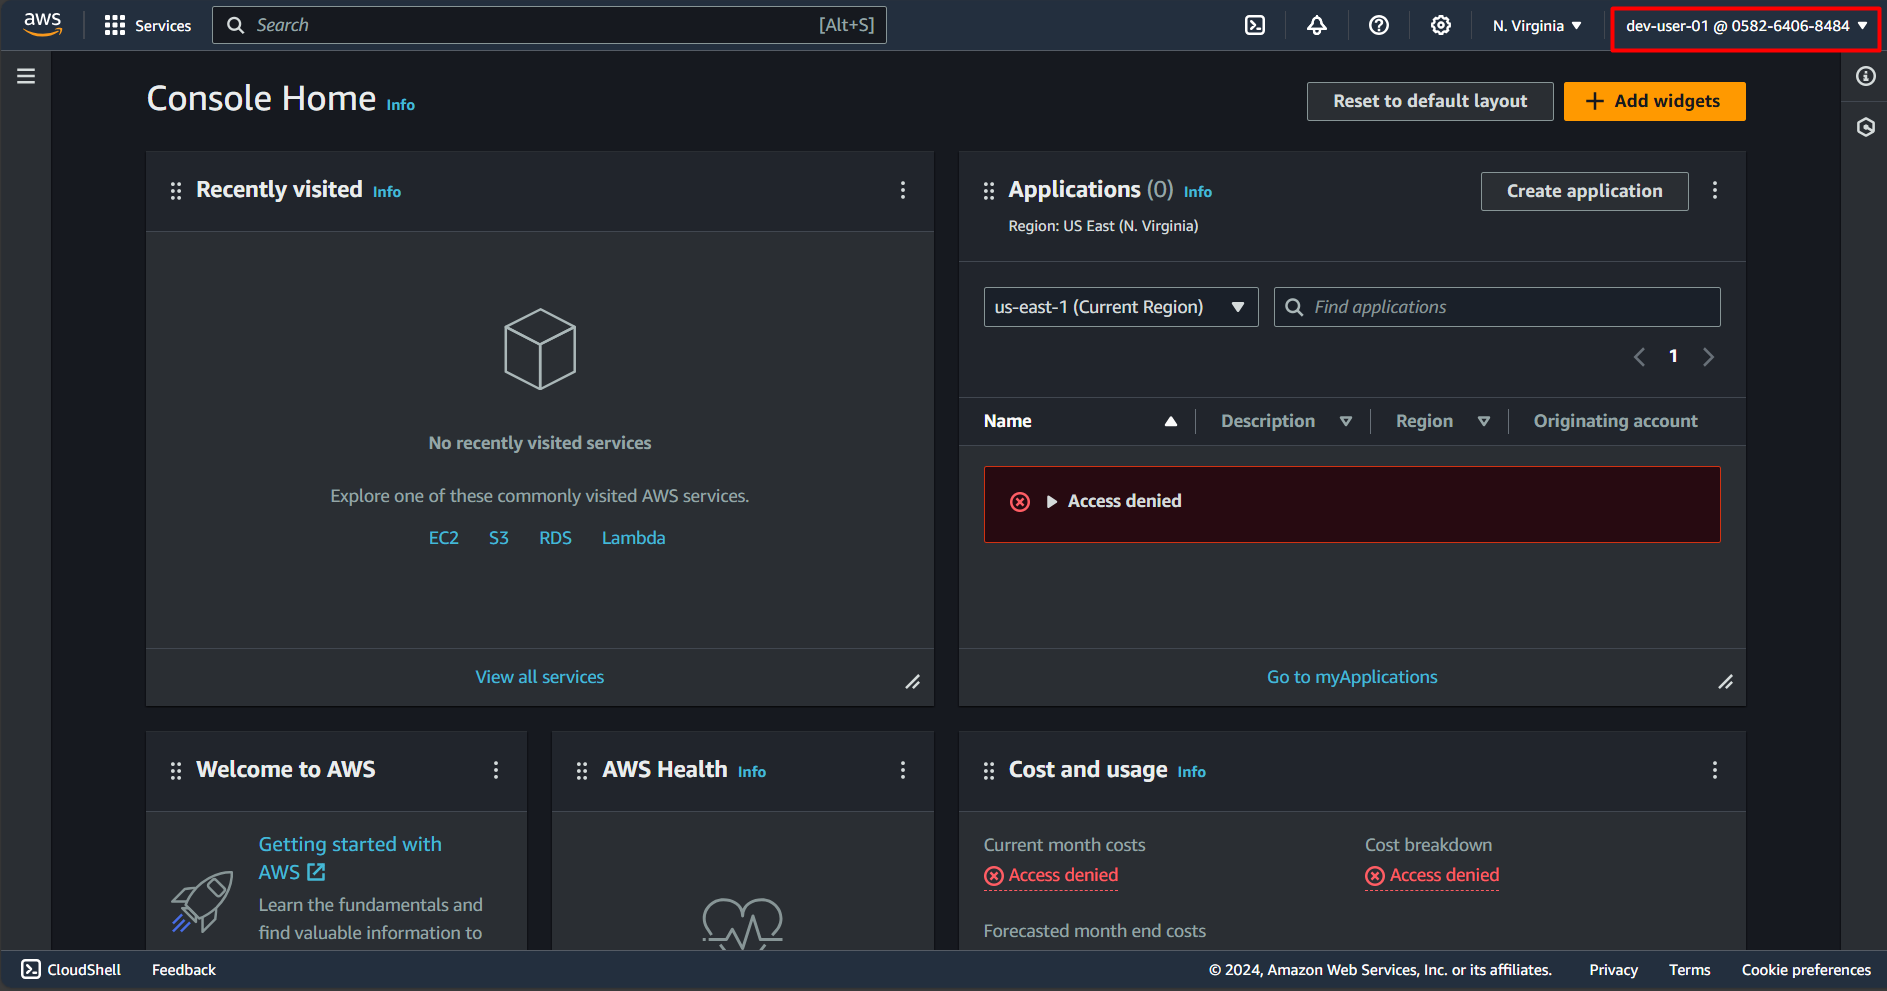 aws
Services
Search
[Alt+S]
N. Virginia
dev-user-01 @ 0582-6406-8484
Console Home Info
Reset to default layout
Add widgets
Recently visited Info
No recently visited services
Explore one of these commonly visited AWS services.
EC2 S3 RDS Lambda
View all services
Applications (0) Info
Region: US East (N. Virginia)
Create application
us-east-1 (Current Region)
Find applications
1
Name Description Region Originating account
Access denied
Go to myApplications
Welcome to AWS
Getting started with
AWS
Learn the fundamentals and
find valuable information to
AWS Health Info
Cost and usage Info
Current month costs
Access denied
Cost breakdown
Access denied
Forecasted month end costs
CloudShell
Feedback
© 2024, Amazon Web Services, Inc. or its affiliates.
Privacy
Terms
Cookie preferences